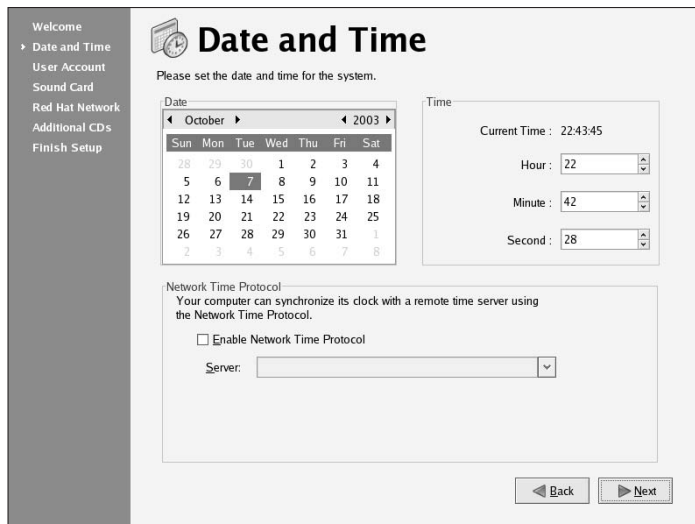 Welcome
Date and Time
User Account
Sound Card
Red Hat Network
Additional CDs
Finish Setup
Date and Time
Please set the date and time for the system.
Date
October 2003
Sun Mon Tue Wed Thu Fri Sat
28 29 30 1 2 3 4
5 6 7 8 9 10 11
12 13 14 15 16 17 18
19 20 21 22 23 24 25
26 27 28 29 30 31 1
2 3 4 5 6 7 8
Time
Current Time : 22:43:45
Hour : 22
Minute : 42
Second : 28
Network Time Protocol
Your computer can synchronize its clock with a remote time server using
the Network Time Protocol.
Enable Network Time Protocol
Server:
Back
Next